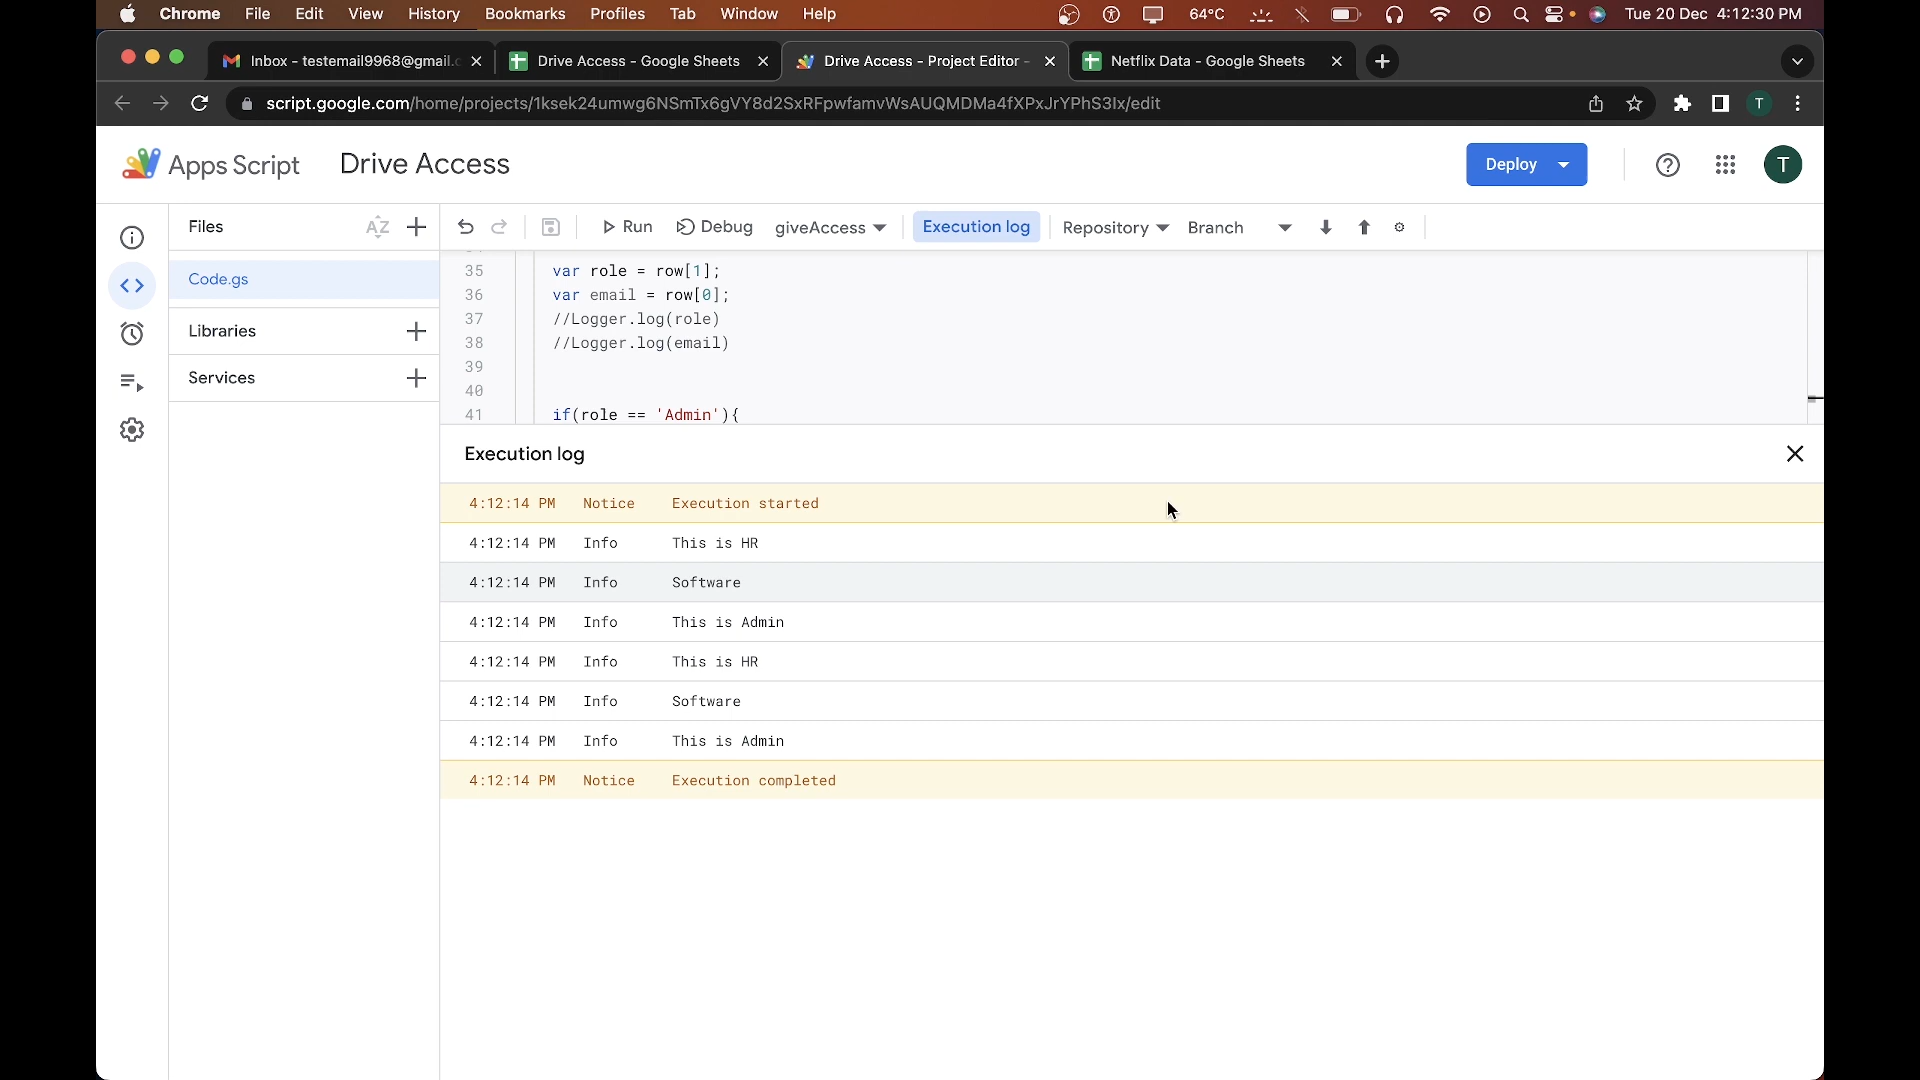 Chrome File Edit View History Bookmarks Profiles Tab Window Help 64°C Tue 20 Dec 4:12:30 PM
Inbox - testemail9968@gmail.c Drive Access - Google Sheets Drive Access - Project Editor - Netflix Data - Google Sheets
script.google.com/home/projects/1ksek24umwg6NSmTx6gVY8d2SxRFpwfamvWsAUQMDMa4fXPxJrYPhS3Ix/edit T
Apps Script Drive Access Deploy T
Files AZ Run Debug giveAccess Execution log Repository Branch
Code.gs
Libraries
Services
35 var role = row[1];
36 var email = row[0];
37 //Logger.log(role)
38 //Logger.log(email)
39
40
41 if(role == 'Admin'){
Execution log
4:12:14 PM Notice Execution started
4:12:14 PM Info This is HR
4:12:14 PM Info Software
4:12:14 PM Info This is Admin
4:12:14 PM Info This is HR
4:12:14 PM Info Software
4:12:14 PM Info This is Admin
4:12:14 PM Notice Execution completed